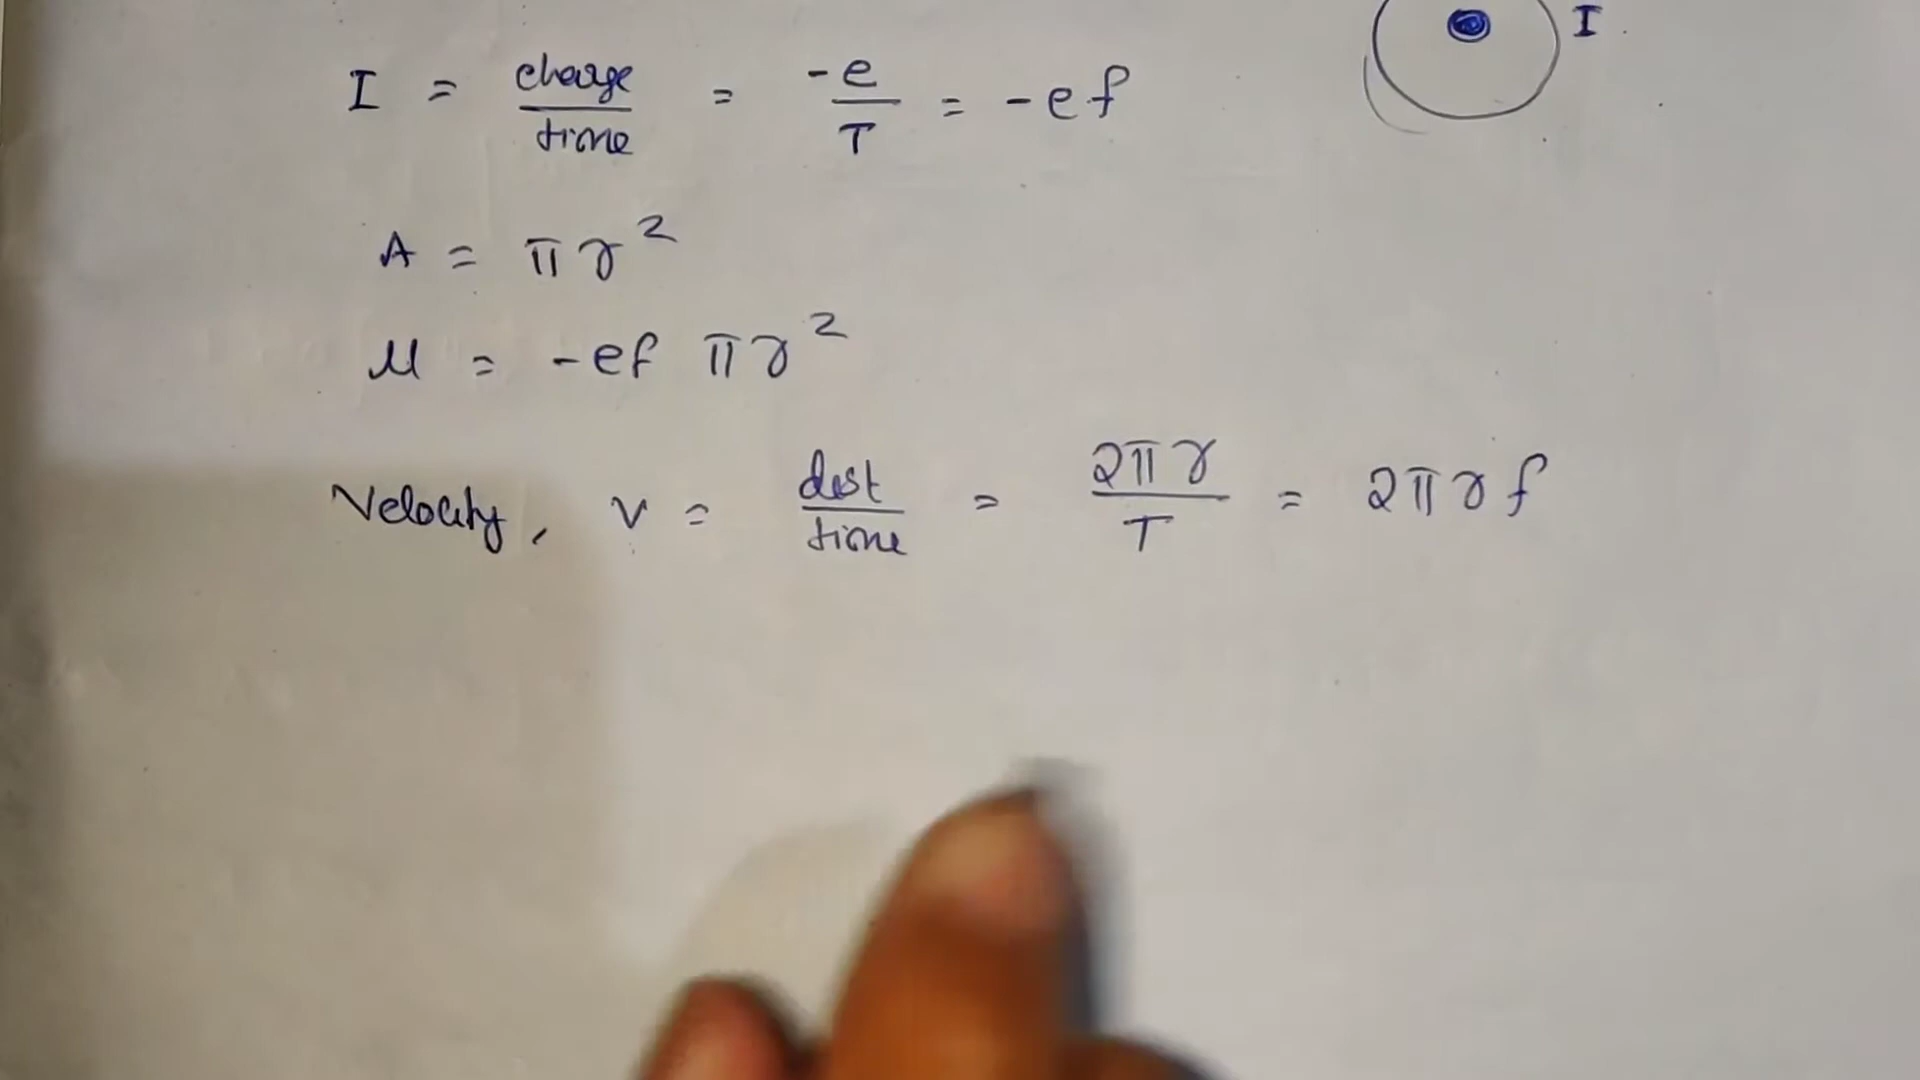 I
I = charge/time = -e/T = -ef
A = πr²
μ = -ef πr²
Velocity, v = dist/time = 2πr/T = 2πrf